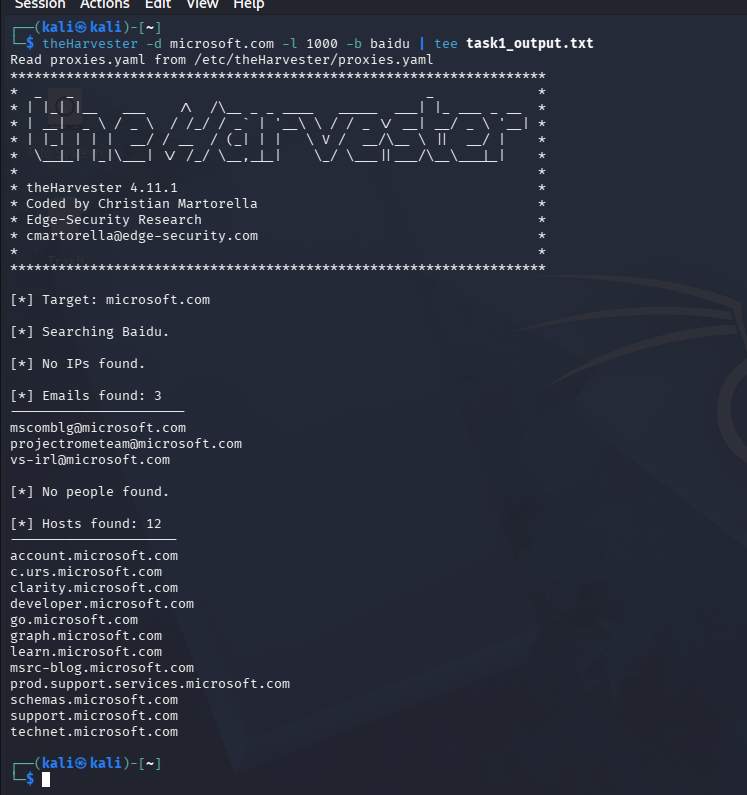 Session Actions Edit View Help
┌──(kali㉿kali)-[~]
└─$ theHarvester -d microsoft.com -l 1000 -b baidu | tee task1_output.txt
Read proxies.yaml from /etc/theHarvester/proxies.yaml
*******************************************************************
* theHarvester *
* *
* theHarvester 4.11.1 *
* Coded by Christian Martorella *
* Edge-Security Research *
* cmartorella@edge-security.com *
* *
*******************************************************************
[*] Target: microsoft.com
[*] Searching Baidu.
[*] No IPs found.
[*] Emails found: 3
----------------------
mscomblg@microsoft.com
projectrometeam@microsoft.com
vs-irl@microsoft.com
[*] No people found.
[*] Hosts found: 12
---------------------
account.microsoft.com
c.urs.microsoft.com
clarity.microsoft.com
developer.microsoft.com
go.microsoft.com
graph.microsoft.com
learn.microsoft.com
msrc-blog.microsoft.com
prod.support.services.microsoft.com
schemas.microsoft.com
support.microsoft.com
technet.microsoft.com
┌──(kali㉿kali)-[~]
└─$